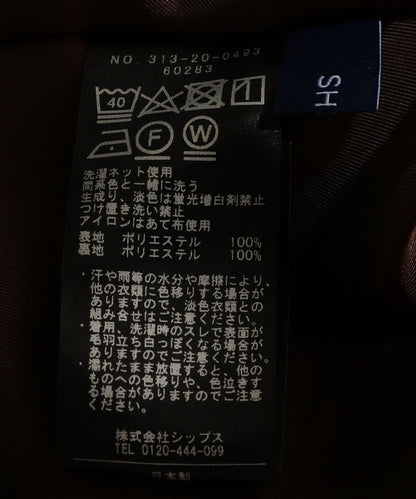 NO. 313-20-0493
60283
40
F W
洗濯ネット使用
同系色と一緒に洗う
生成り、淡色は蛍光増白剤禁止
つけ置き洗い禁止
アイロンはあて布使用
表地 ポリエステル 100%
裏地 ポリエステル 100%
・汗や雨等の水分や摩擦により、
他の衣類に色移りする場合が
ありますので、淡色衣類との
組み合せはご注意ください。
・着用、洗濯時のスレで表面が
毛羽立ち白っぽくなる場合が
ありますのでご注意ください。
・濡れたまま放置すると、他の
ものへの色移りや、色泣きす
る場合がありますのでご注意
ください。
株式会社シップス
TEL 0120-444-099
日本製
SH